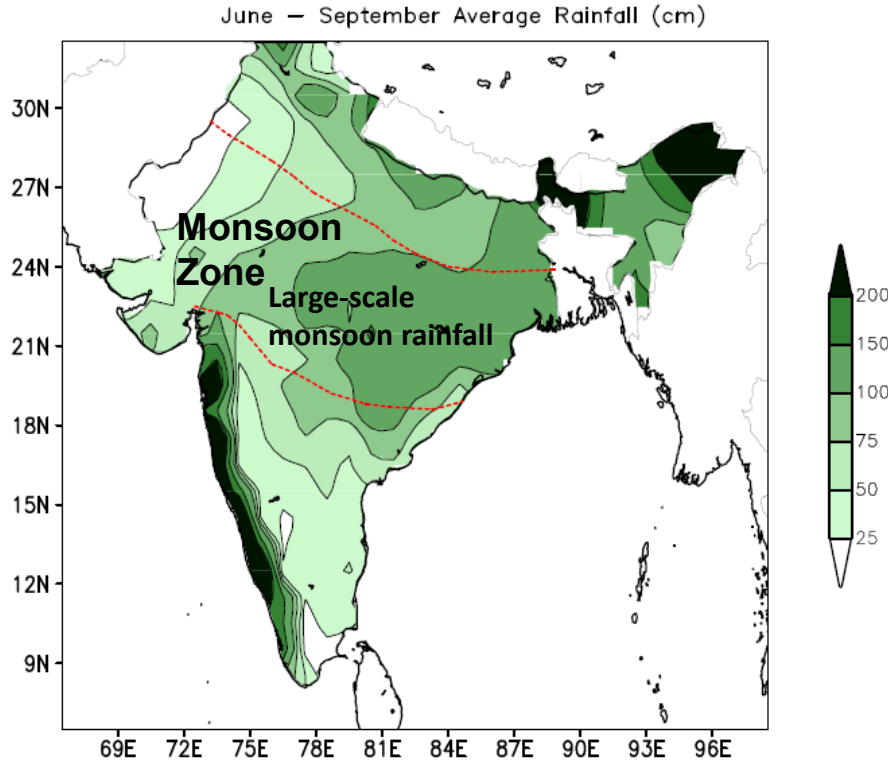 June – September Average Rainfall (cm)
30N
27N
24N
21N
18N
15N
12N
9N
Monsoon
Zone
Large-scale
monsoon rainfall
200
150
100
75
50
25
69E 72E 75E 78E 81E 84E 87E 90E 93E 96E